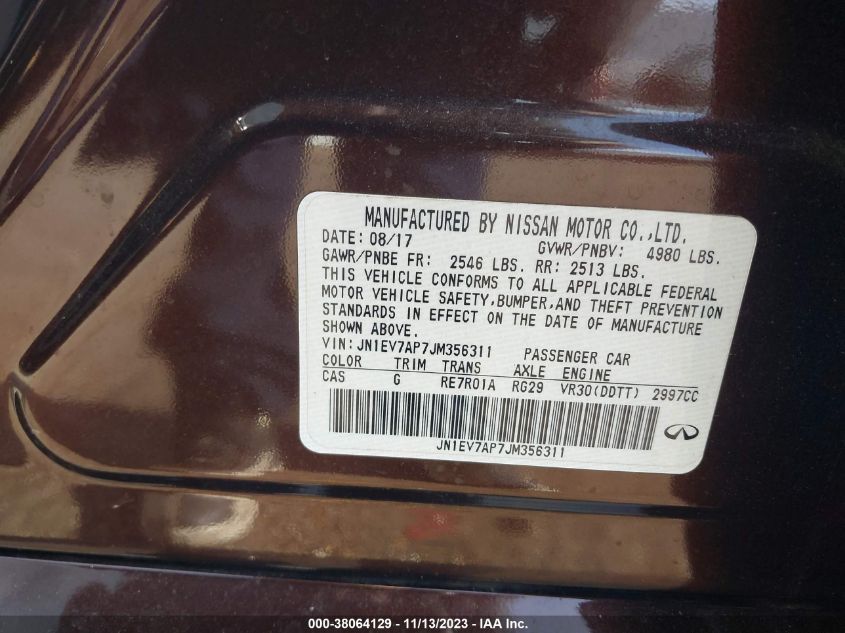 MANUFACTURED BY NISSAN MOTOR CO.,LTD.
DATE: 08/17 GVWR/PNBV: 4980 LBS.
GAWR/PNBE FR: 2546 LBS. RR: 2513 LBS.
THIS VEHICLE CONFORMS TO ALL APPLICABLE FEDERAL
MOTOR VEHICLE SAFETY,BUMPER,AND THEFT PREVENTION
STANDARDS IN EFFECT ON THE DATE OF MANUFACTURE
SHOWN ABOVE.
VIN: JN1EV7AP7JM356311 PASSENGER CAR
COLOR TRIM TRANS AXLE ENGINE
CAS G RE7R01A RG29 VR30(DDTT) 2997CC
JN1EV7AP7JM356311
000-38064129 - 11/13/2023 - IAA, Inc.